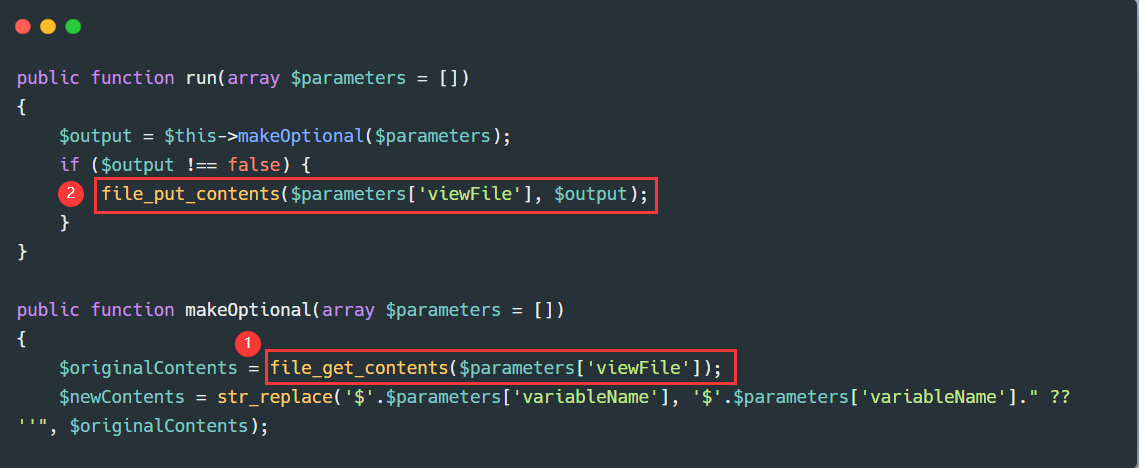 public function run(array $parameters = [])
{
    $output = $this->makeOptional($parameters);
    if ($output !== false) {
2 file_put_contents($parameters['viewFile'], $output);
    }
}
public function makeOptional(array $parameters = [])
{
1
    $originalContents = file_get_contents($parameters['viewFile']);
    $newContents = str_replace('$'.$parameters['variableName'], '$'.$parameters['variableName']." ??
''", $originalContents);